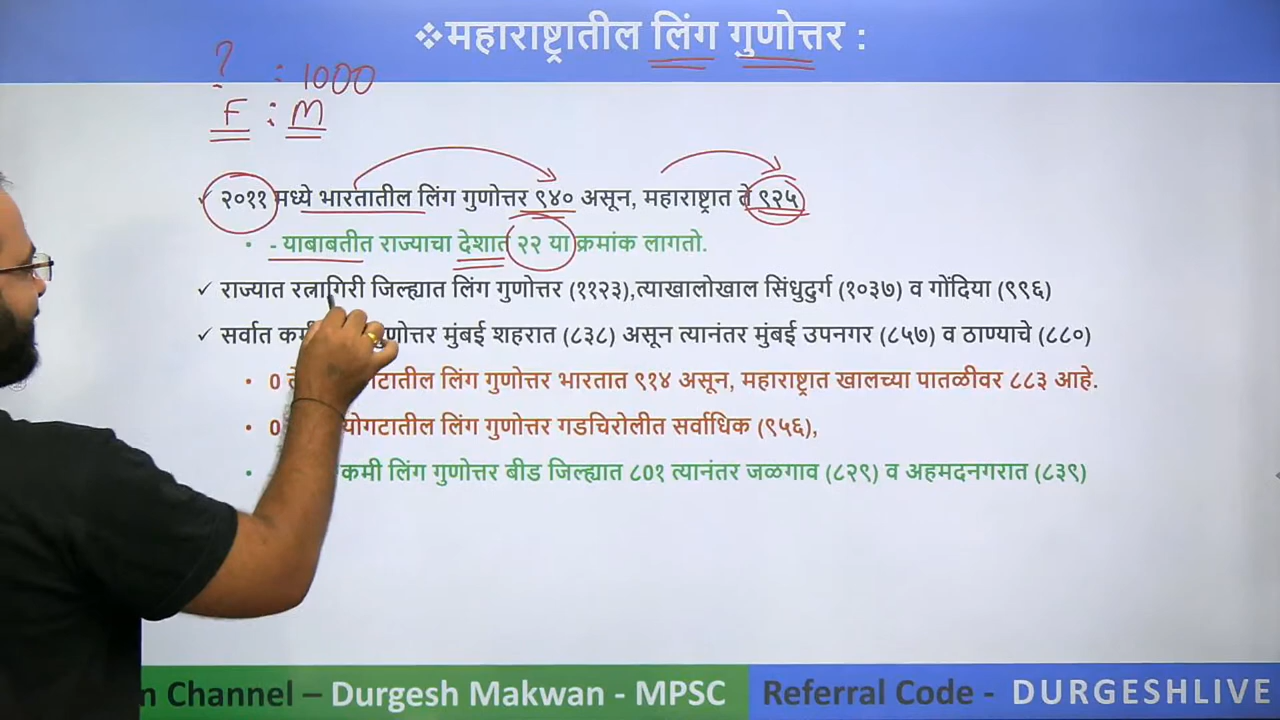 ❖महाराष्ट्रातील लिंग गुणोत्तर :
? : 1000
F : M
✓ २०११ मध्ये भारतातील लिंग गुणोत्तर ९४० असून, महाराष्ट्रात ते ९२५
• - याबाबतीत राज्याचा देशात २२ या क्रमांक लागतो.
✓ राज्यात रत्नागिरी जिल्ह्यात लिंग गुणोत्तर (११२३),त्याखालोखाल सिंधुदुर्ग (१०३७) व गोंदिया (९९६)
✓ सर्वात गुणोत्तर मुंबई शहरात (८३८) असून त्यानंतर मुंबई उपनगर (८५७) व ठाण्याचे (८८०)
• 0 लिंग गुणोत्तर भारतात ९१४ असून, महाराष्ट्रात खालच्या पातळीवर ८८३ आहे.
• 0 लिंग गुणोत्तर गडचिरोलीत सर्वाधिक (९५६),
• कमी लिंग गुणोत्तर बीड जिल्ह्यात ८0१ त्यानंतर जळगाव (८२९) व अहमदनगरात (८३९)
Channel – Durgesh Makwan - MPSC Referral Code - DURGESHLIVE